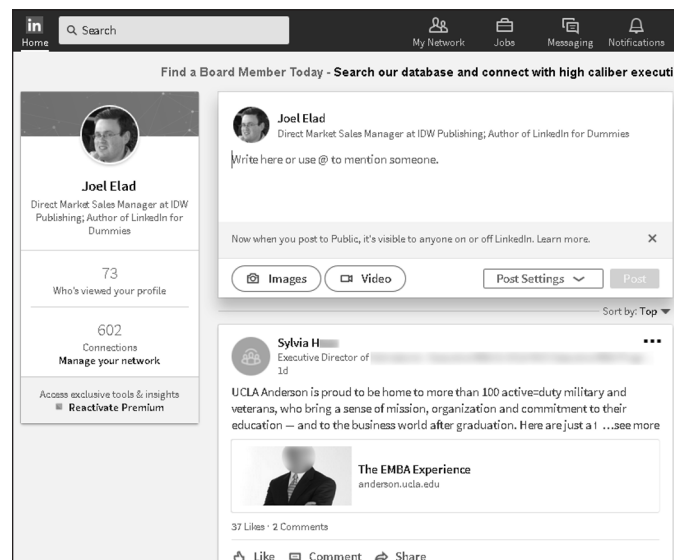 in
Home
Search
My Network
Jobs
Messaging
Notifications
Find a Board Member Today - Search our database and connect with high caliber executi
Joel Elad
Direct Market Sales Manager at IDW
Publishing; Author of LinkedIn for
Dummies
73
Who's viewed your profile
602
Connections
Manage your network
Access exclusive tools & insights
Reactivate Premium
Joel Elad
Direct Market Sales Manager at IDW Publishing; Author of LinkedIn for Dummies
Write here or use @ to mention someone.
Now when you post to Public, it's visible to anyone on or off LinkedIn. Learn more.
Images
Video
Post Settings
Post
Sort by: Top
Sylvia H
Executive Director of
1d
UCLA Anderson is proud to be home to more than 100 active=duty military and
veterans, who bring a sense of mission, organization and commitment to their
education — and to the business world after graduation. Here are just a ...see more
The EMBA Experience
anderson.ucla.edu
37 Likes · 2 Comments
Like
Comment
Share